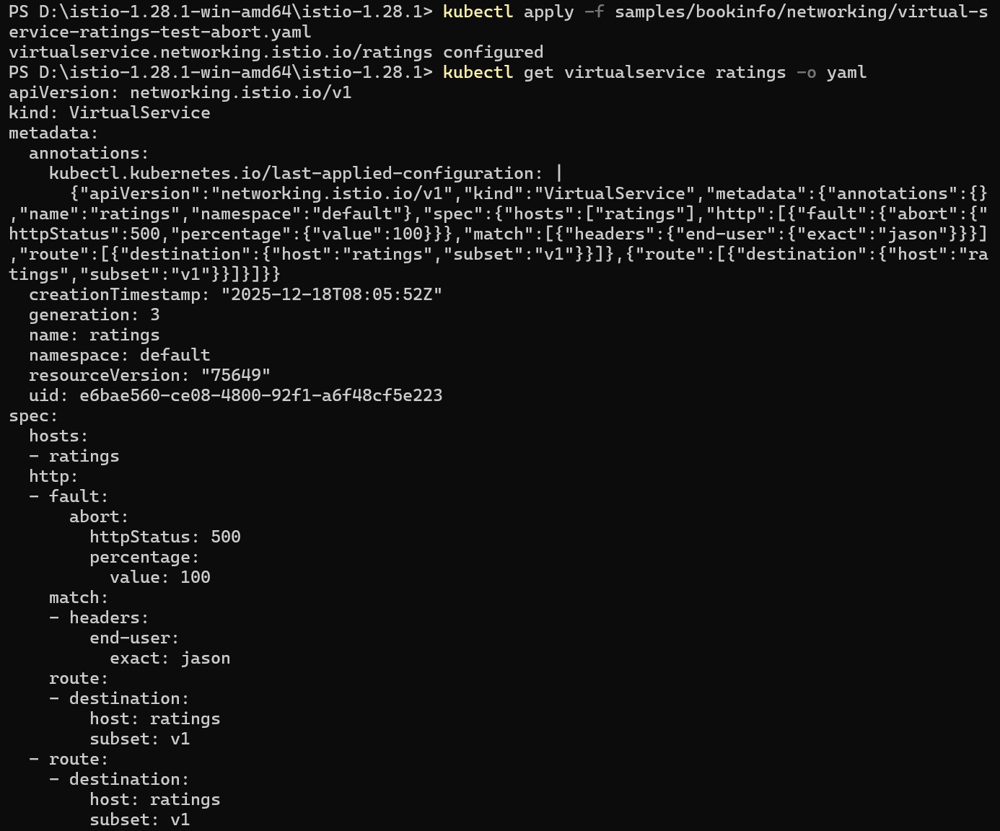 PS D:\istio-1.28.1-win-amd64\istio-1.28.1> kubectl apply -f samples/bookinfo/networking/virtual-s
ervice-ratings-test-abort.yaml
virtualservice.networking.istio.io/ratings configured
PS D:\istio-1.28.1-win-amd64\istio-1.28.1> kubectl get virtualservice ratings -o yaml
apiVersion: networking.istio.io/v1
kind: VirtualService
metadata:
  annotations:
    kubectl.kubernetes.io/last-applied-configuration: |
      {"apiVersion":"networking.istio.io/v1","kind":"VirtualService","metadata":{"annotations":{}
,"name":"ratings","namespace":"default"},"spec":{"hosts":["ratings"],"http":[{"fault":{"abort":{"
httpStatus":500,"percentage":{"value":100}}},"match":[{"headers":{"end-user":{"exact":"jason"}}}]
,"route":[{"destination":{"host":"ratings","subset":"v1"}}]},{"route":[{"destination":{"host":"ra
tings","subset":"v1"}}]}]}}
  creationTimestamp: "2025-12-18T08:05:52Z"
  generation: 3
  name: ratings
  namespace: default
  resourceVersion: "75649"
  uid: e6bae560-ce08-4800-92f1-a6f48cf5e223
spec:
  hosts:
  - ratings
  http:
  - fault:
      abort:
        httpStatus: 500
        percentage:
          value: 100
    match:
    - headers:
        end-user:
          exact: jason
    route:
    - destination:
        host: ratings
        subset: v1
  - route:
    - destination:
        host: ratings
        subset: v1